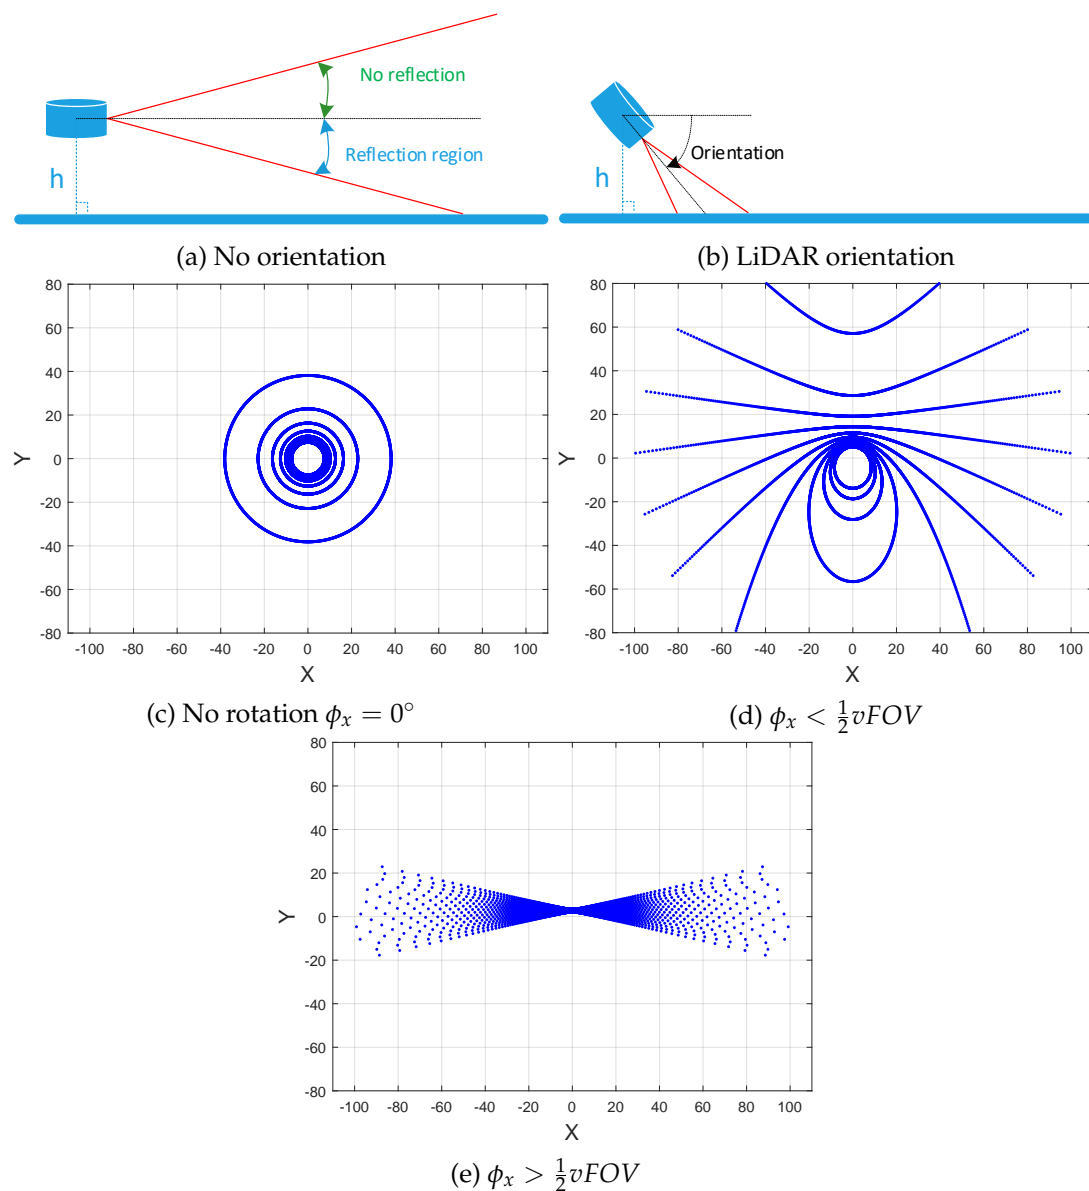 No reflection
Reflection region
h
Orientation
h
(a) No orientation
(b) LiDAR orientation
80
60
40
20
0
-20
-40
-60
-80
Y
-100 -80 -60 -40 -20 0 20 40 60 80 100
X
(c) No rotation ϕₓ = 0°
80
60
40
20
0
-20
-40
-60
-80
Y
-100 -80 -60 -40 -20 0 20 40 60 80 100
X
(d) ϕₓ < ½vFOV
80
60
40
20
0
-20
-40
-60
-80
Y
-100 -80 -60 -40 -20 0 20 40 60 80 100
X
(e) ϕₓ > ½vFOV